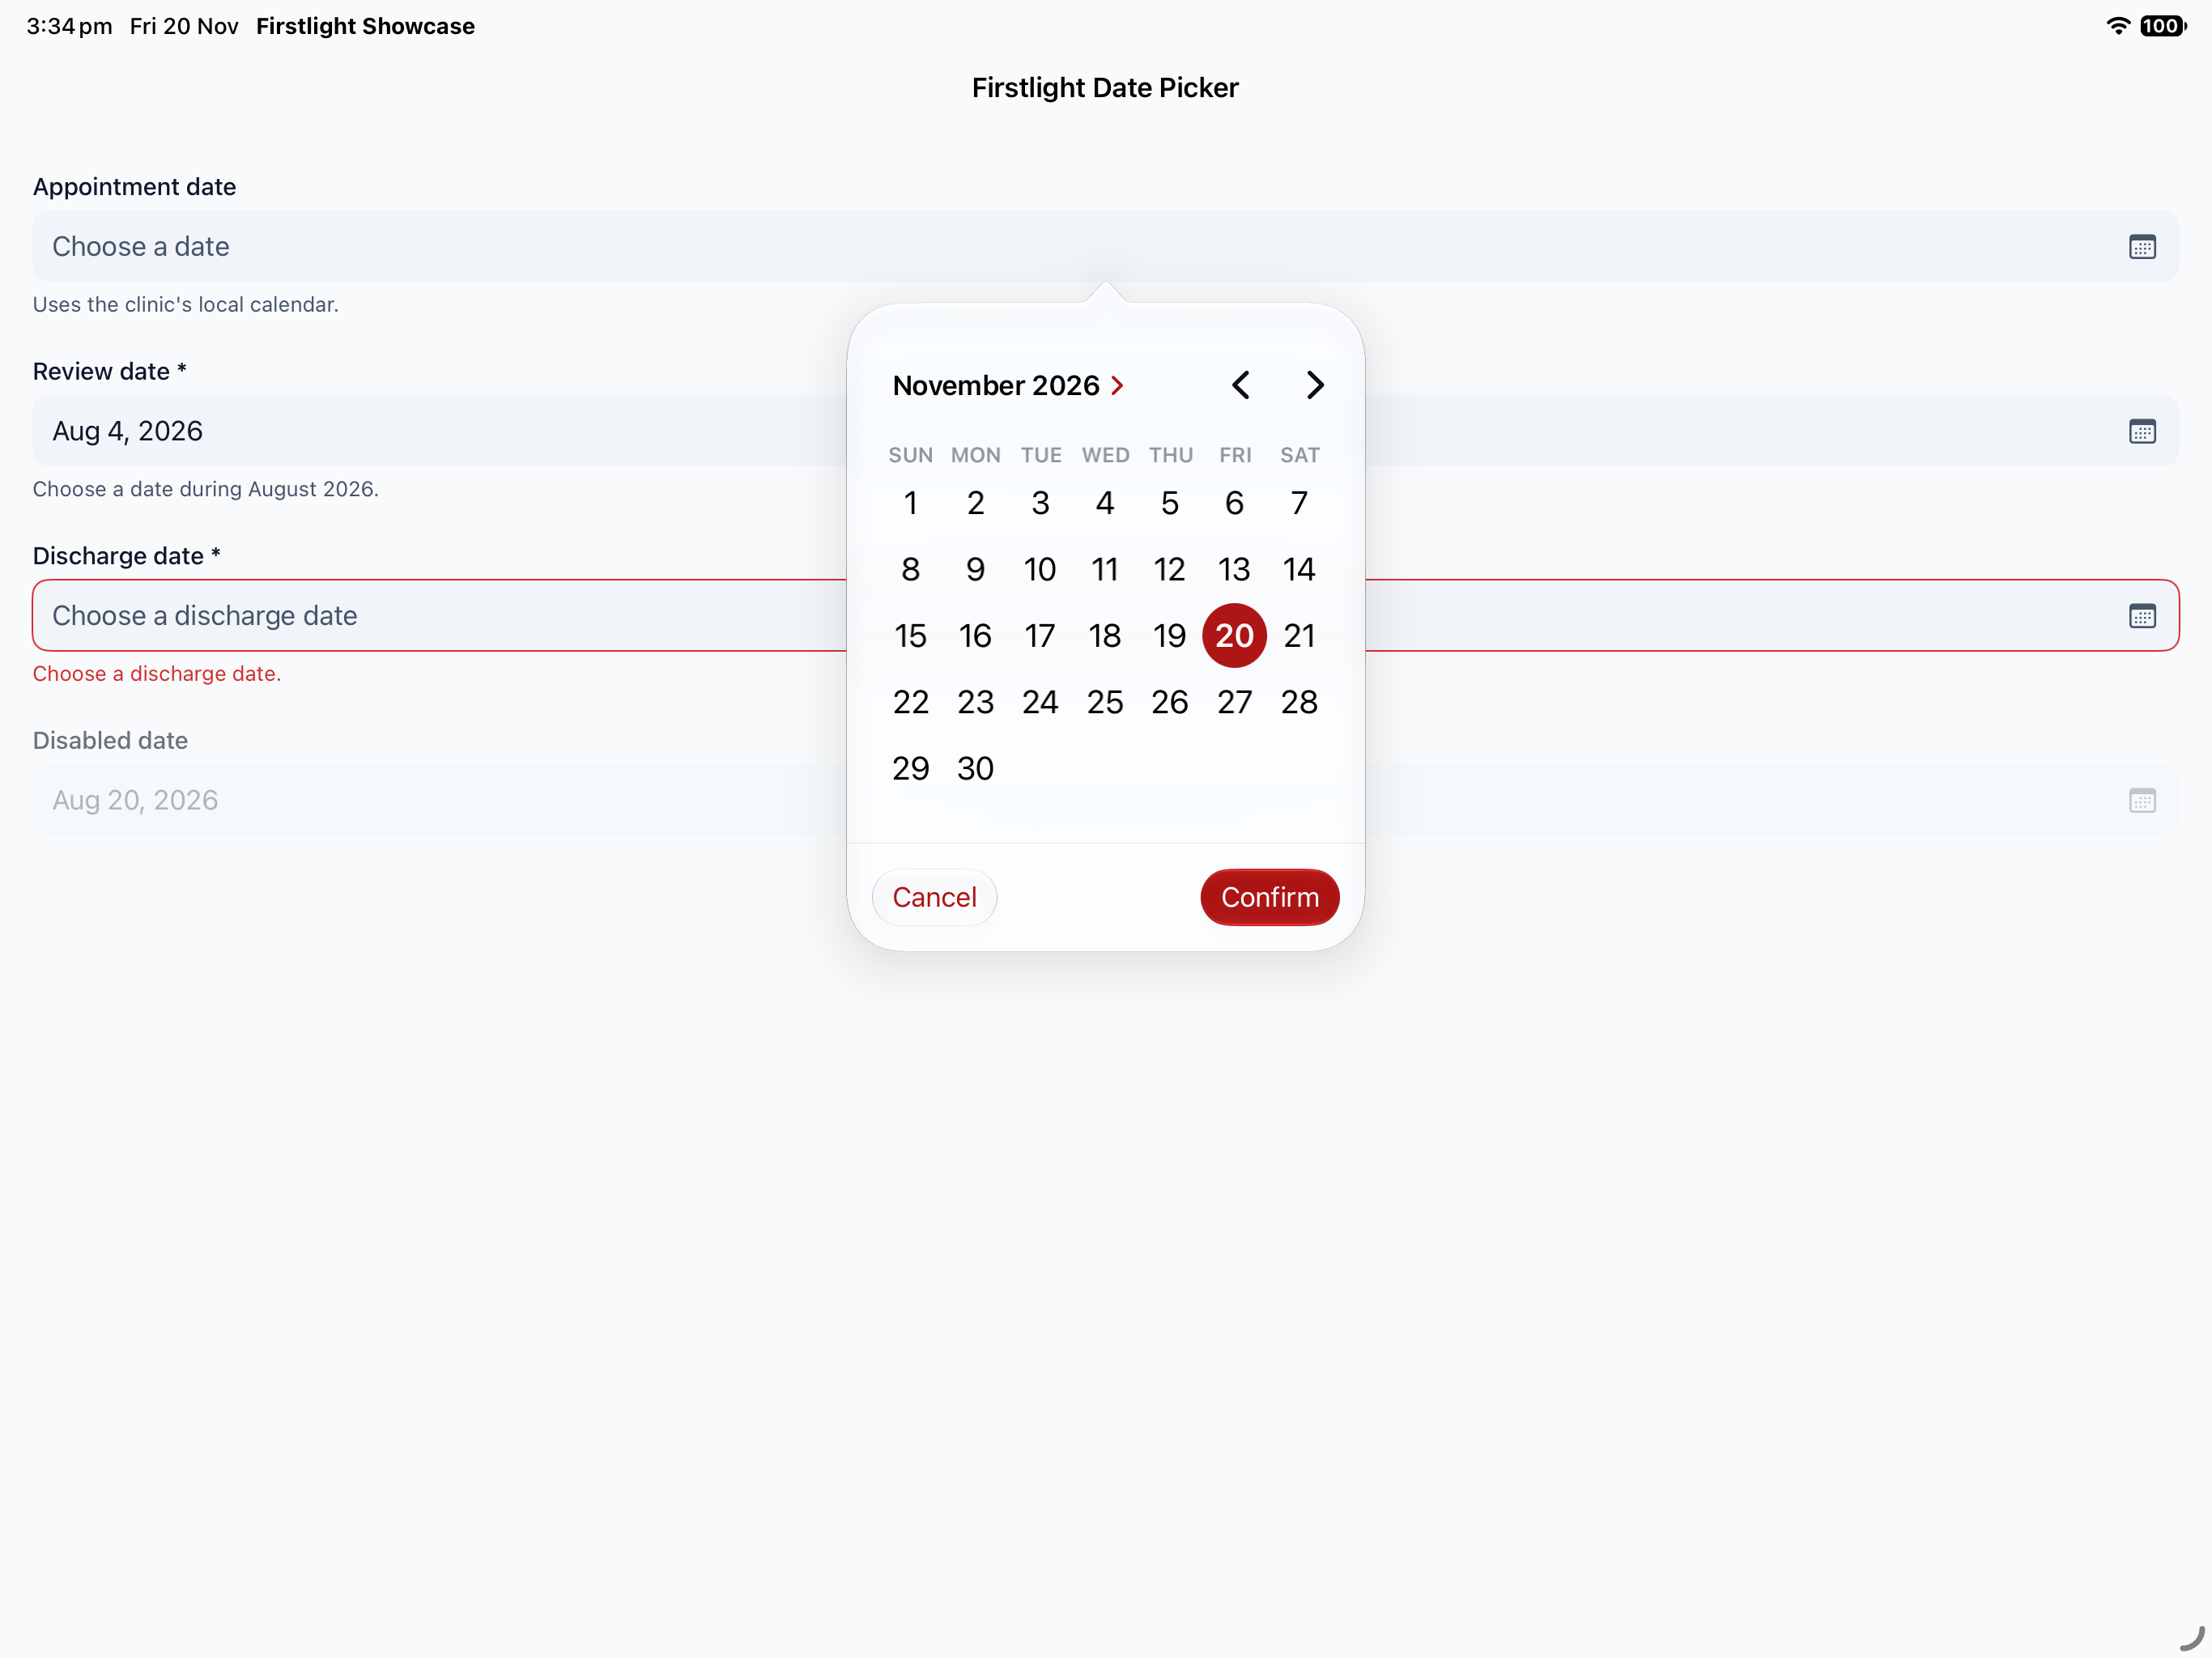 3:34 pm Fri 20 Nov Firstlight Showcase 100
Firstlight Date Picker
Appointment date
Choose a date
Uses the clinic's local calendar.
Review date *
Aug 4, 2026
Choose a date during August 2026.
Discharge date *
Choose a discharge date
Choose a discharge date.
Disabled date
Aug 20, 2026
November 2026
SUN MON TUE WED THU FRI SAT
1 2 3 4 5 6 7
8 9 10 11 12 13 14
15 16 17 18 19 20 21
22 23 24 25 26 27 28
29 30
Cancel Confirm